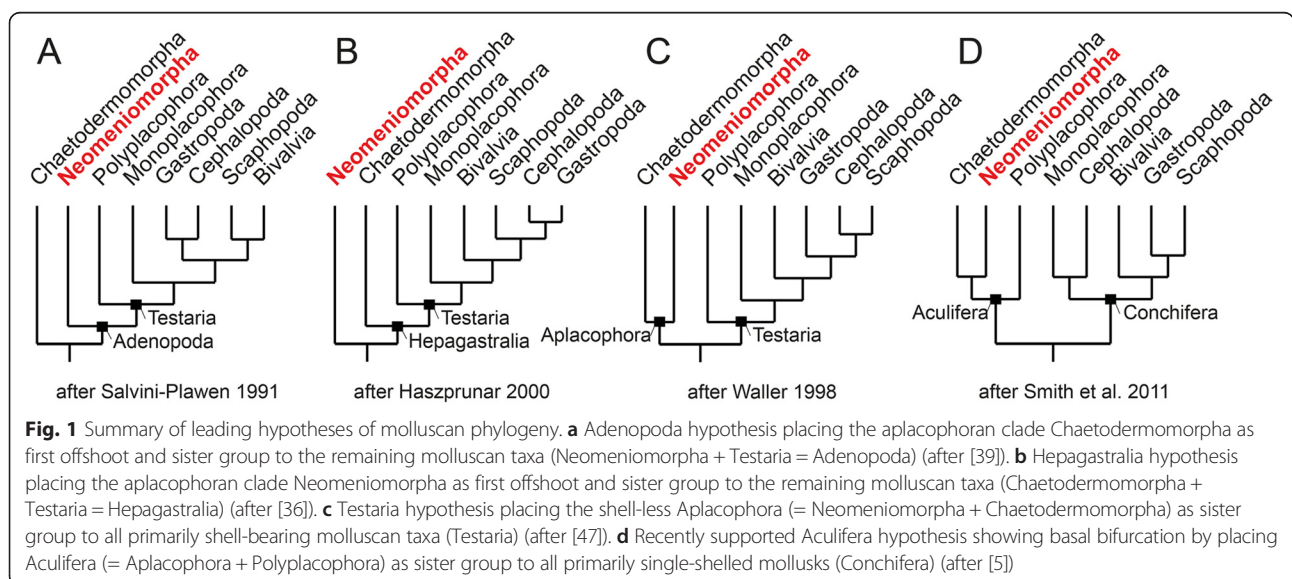 A
Chaetodermomorpha
Neomeniomorpha
Polyplacophora
Monoplacophora
Gastropoda
Cephalopoda
Scaphopoda
Bivalvia
Testaria
Adenopoda
after Salvini-Plawen 1991
B
Neomeniomorpha
Chaetodermomorpha
Polyplacophora
Monoplacophora
Bivalvia
Scaphopoda
Cephalopoda
Gastropoda
Testaria
Hepagastralia
after Haszprunar 2000
C
Chaetodermomorpha
Neomeniomorpha
Polyplacophora
Monoplacophora
Bivalvia
Gastropoda
Cephalopoda
Scaphopoda
Aplacophora
Testaria
after Waller 1998
D
Chaetodermomorpha
Neomeniomorpha
Polyplacophora
Monoplacophora
Cephalopoda
Bivalvia
Gastropoda
Scaphopoda
Aculifera
Conchifera
after Smith et al. 2011
Fig. 1 Summary of leading hypotheses of molluscan phylogeny. a Adenopoda hypothesis placing the aplacophoran clade Chaetodermomorpha as
first offshoot and sister group to the remaining molluscan taxa (Neomeniomorpha + Testaria = Adenopoda) (after [39]). b Hepagastralia hypothesis
placing the aplacophoran clade Neomeniomorpha as first offshoot and sister group to the remaining molluscan taxa (Chaetodermomorpha +
Testaria = Hepagastralia) (after [36]). c Testaria hypothesis placing the shell-less Aplacophora (= Neomeniomorpha + Chaetodermomorpha) as sister
group to all primarily shell-bearing molluscan taxa (Testaria) (after [47]). d Recently supported Aculifera hypothesis showing basal bifurcation by placing
Aculifera (= Aplacophora + Polyplacophora) as sister group to all primarily single-shelled mollusks (Conchifera) (after [5])